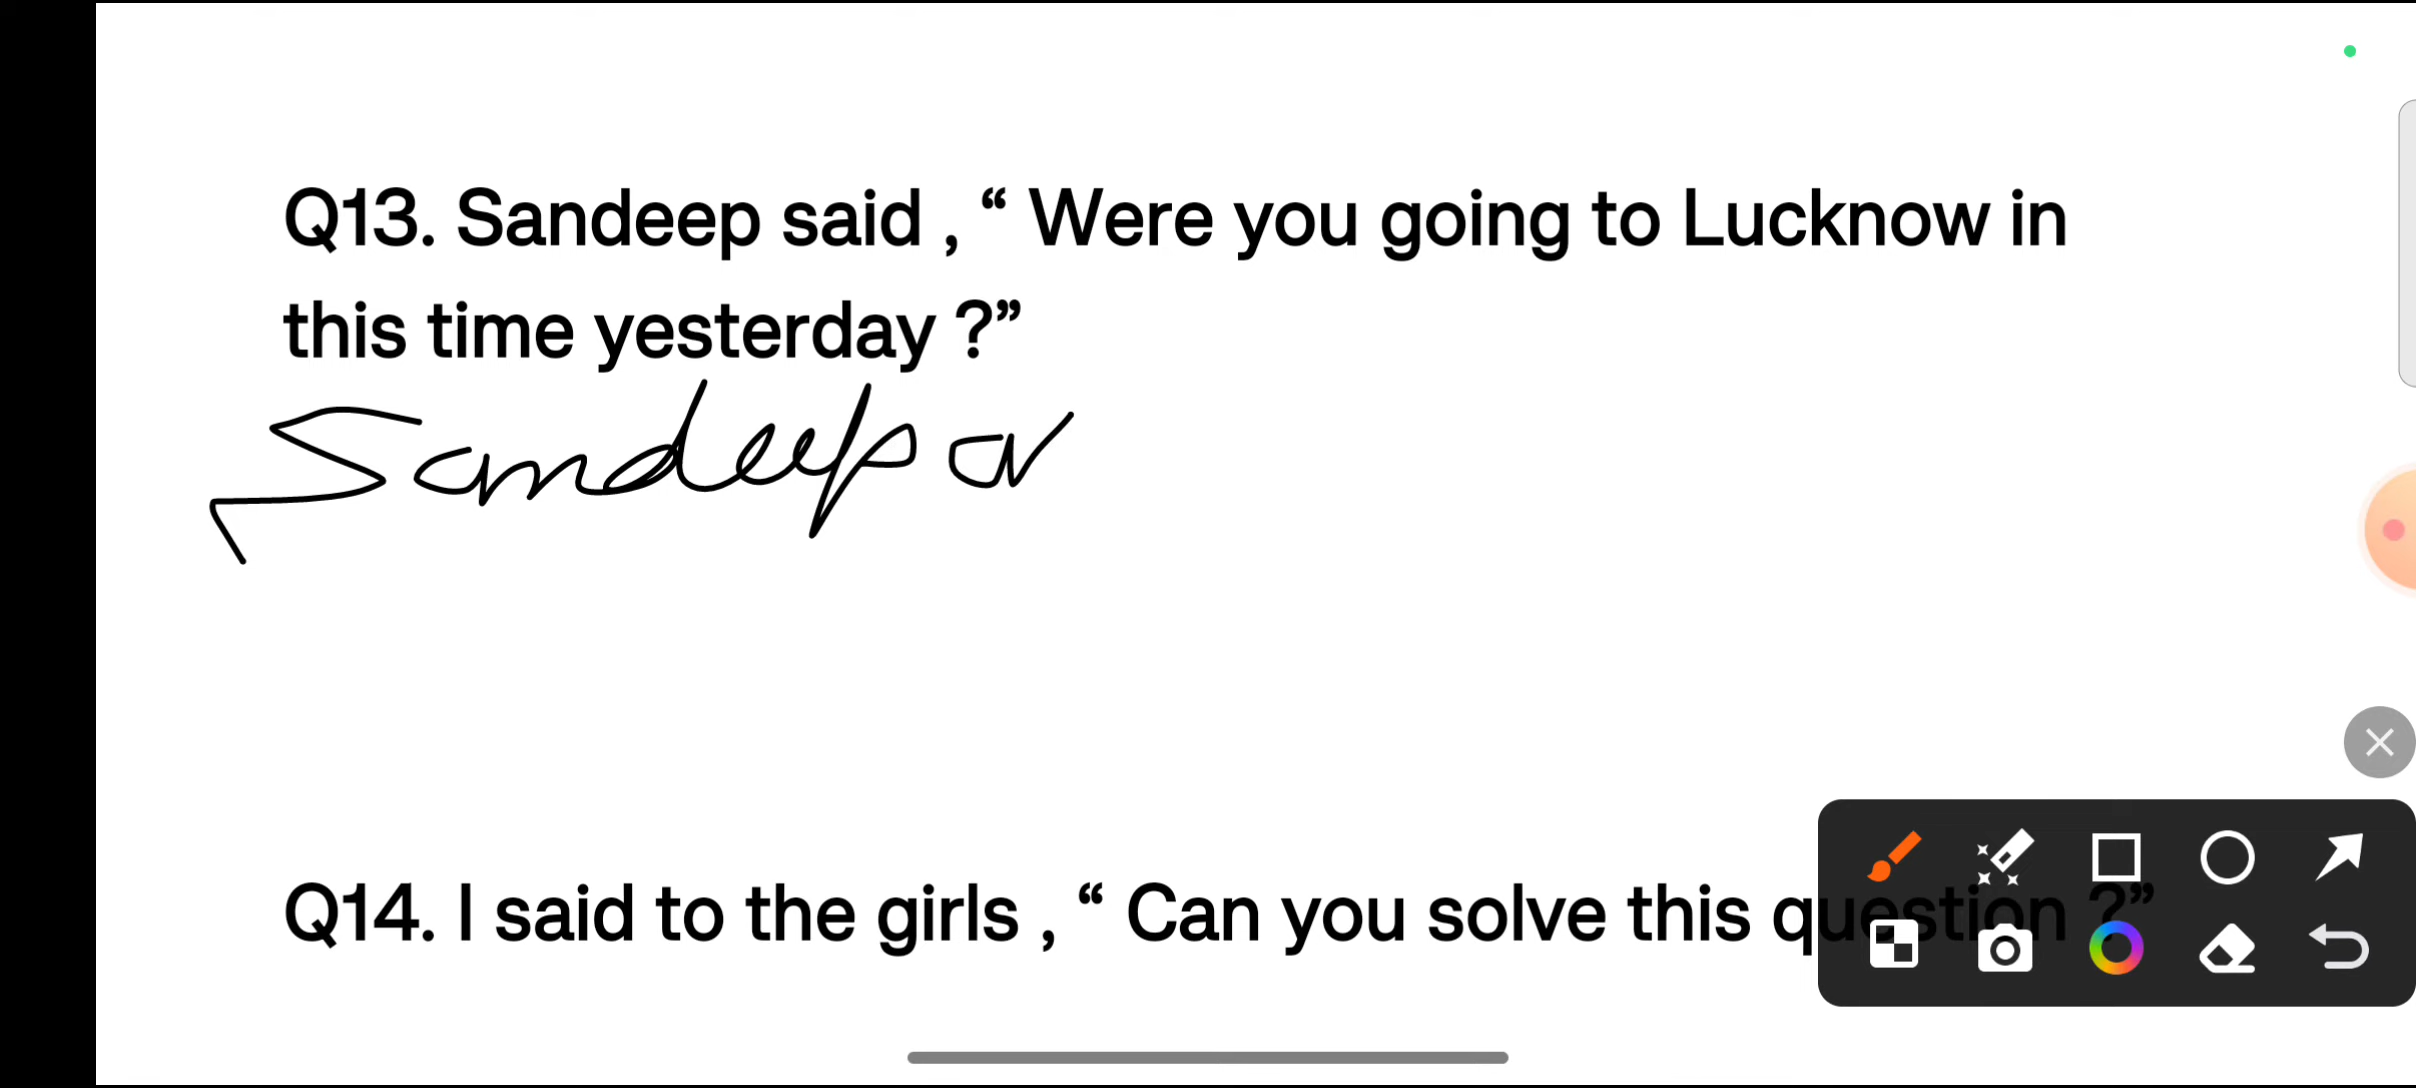 Q13. Sandeep said , “ Were you going to Lucknow in
this time yesterday ?”
Sandeep
Q14. I said to the girls , “ Can you solve this question ?”